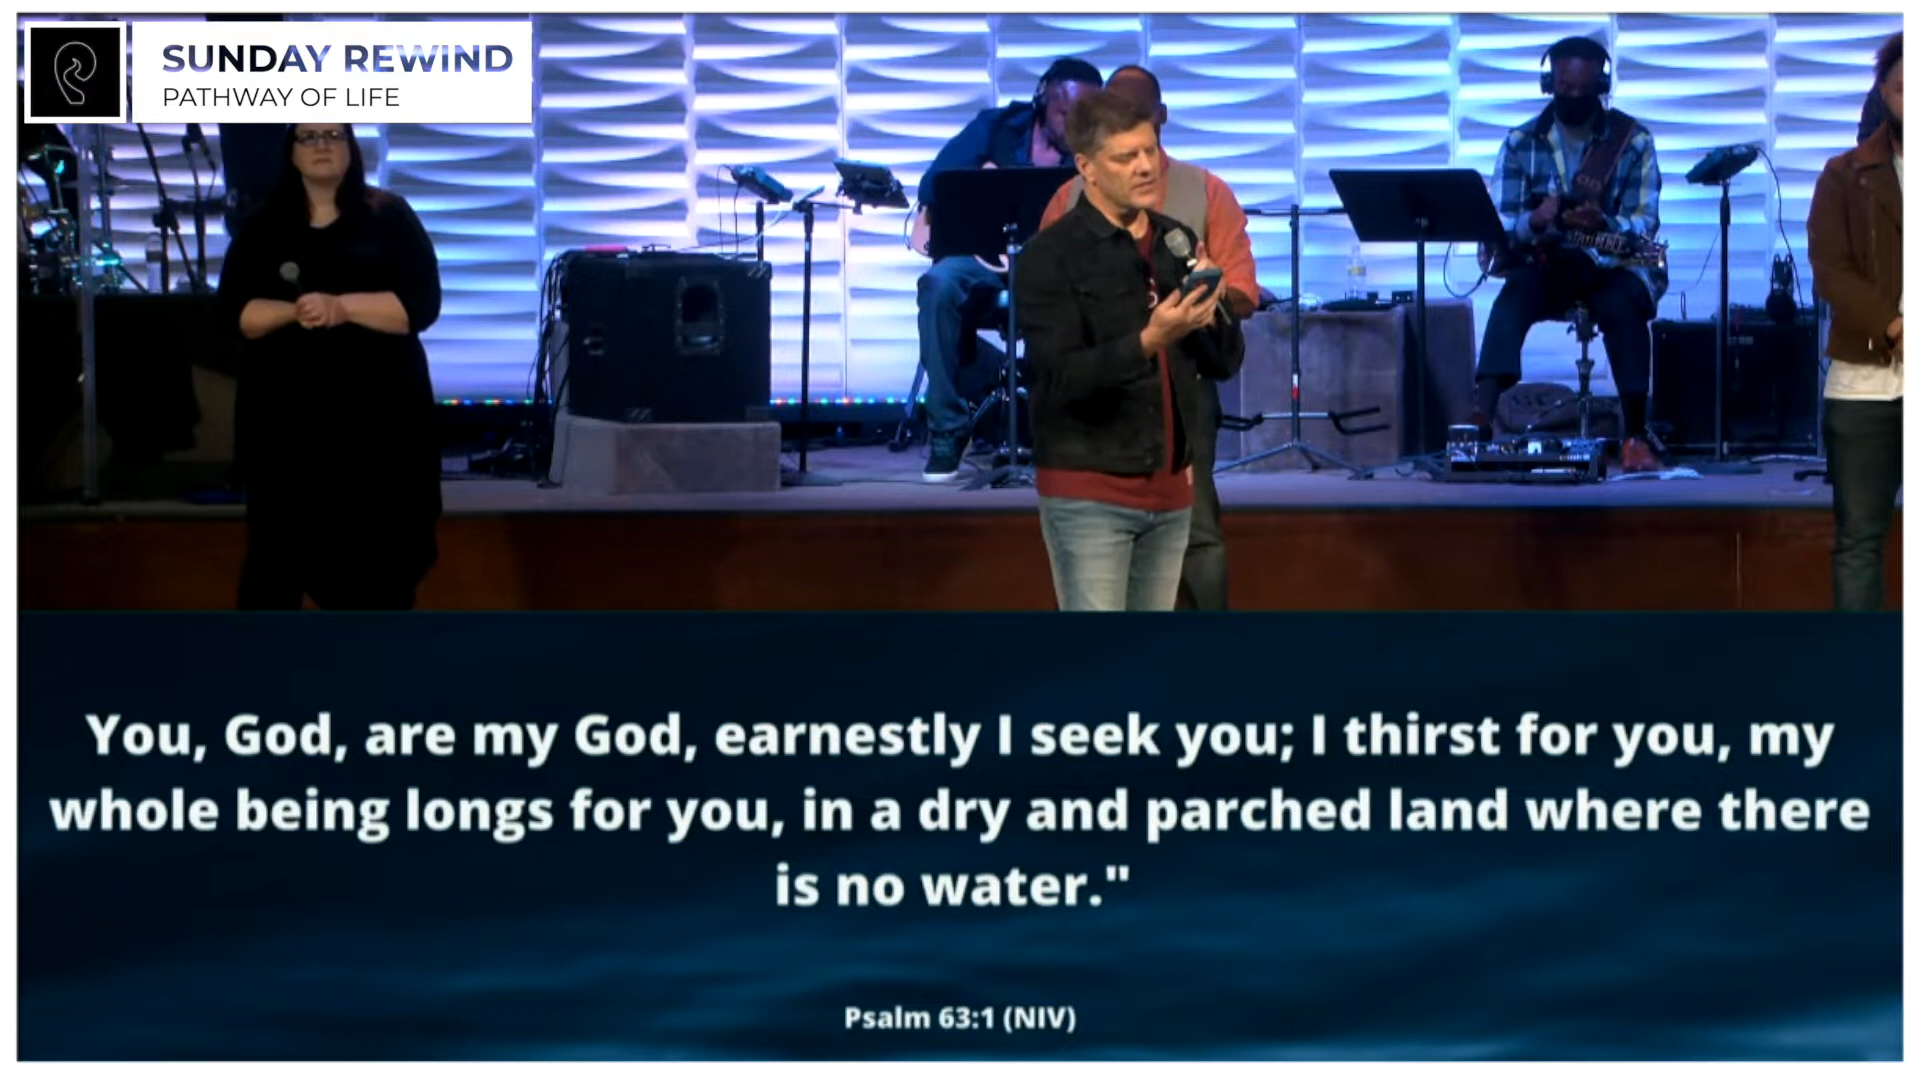 SUNDAY REWIND
PATHWAY OF LIFE
You, God, are my God, earnestly I seek you; I thirst for you, my
whole being longs for you, in a dry and parched land where there
is no water."
Psalm 63:1 (NIV)